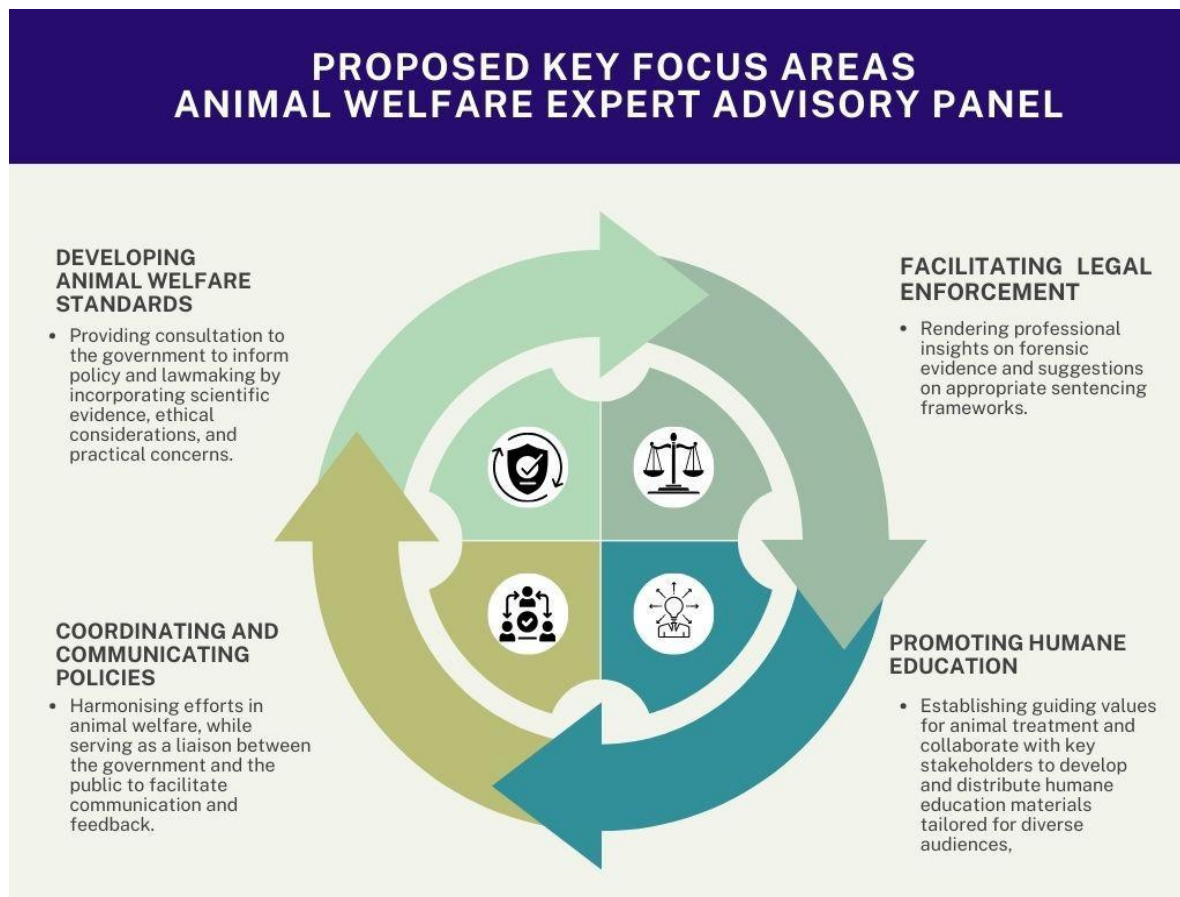 PROPOSED KEY FOCUS AREAS
ANIMAL WELFARE EXPERT ADVISORY PANEL
DEVELOPING
ANIMAL WELFARE
STANDARDS
• Providing consultation to
the government to inform
policy and lawmaking by
incorporating scientific
evidence, ethical
considerations, and
practical concerns.
FACILITATING LEGAL
ENFORCEMENT
• Rendering professional
insights on forensic
evidence and suggestions
on appropriate sentencing
frameworks.
COORDINATING AND
COMMUNICATING
POLICIES
• Harmonising efforts in
animal welfare, while
serving as a liaison between
the government and the
public to facilitate
communication and
feedback.
PROMOTING HUMANE
EDUCATION
• Establishing guiding values
for animal treatment and
collaborate with key
stakeholders to develop
and distribute humane
education materials
tailored for diverse
audiences,